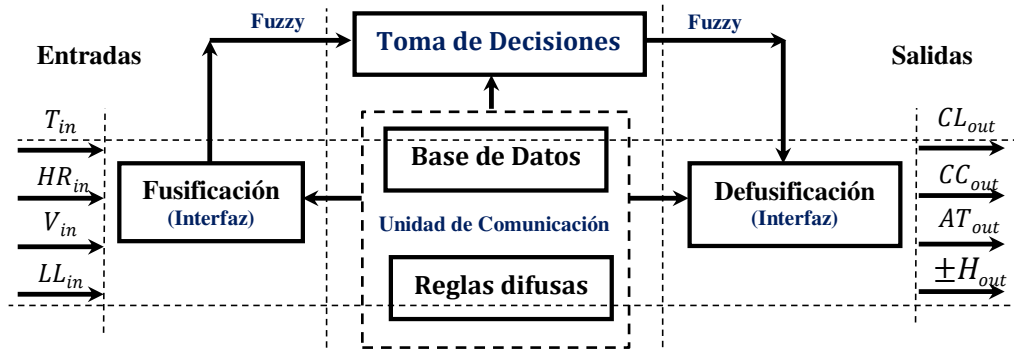 Fuzzy
Toma de Decisiones
Fuzzy
Entradas
Salidas
T_in
HR_in
V_in
LL_in
Fusificación
(Interfaz)
Base de Datos
Unidad de Comunicación
Reglas difusas
Defusificación
(Interfaz)
CL_out
CC_out
AT_out
±H_out